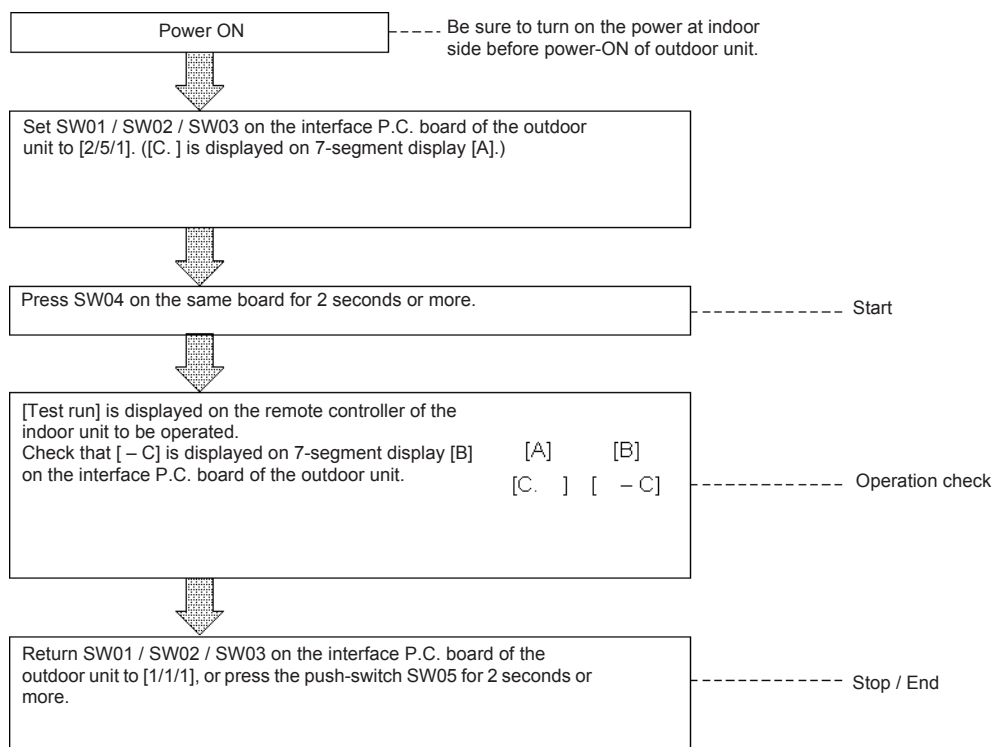 Power ON
Be sure to turn on the power at indoor
side before power-ON of outdoor unit.
Set SW01 / SW02 / SW03 on the interface P.C. board of the outdoor
unit to [2/5/1]. ([C. ] is displayed on 7-segment display [A].)
Press SW04 on the same board for 2 seconds or more.
Start
[Test run] is displayed on the remote controller of the
indoor unit to be operated.
Check that [ – C] is displayed on 7-segment display [B]
on the interface P.C. board of the outdoor unit.
[A] [B]
[C. ] [ – C]
Operation check
Return SW01 / SW02 / SW03 on the interface P.C. board of the
outdoor unit to [1/1/1], or press the push-switch SW05 for 2 seconds or
more.
Stop / End